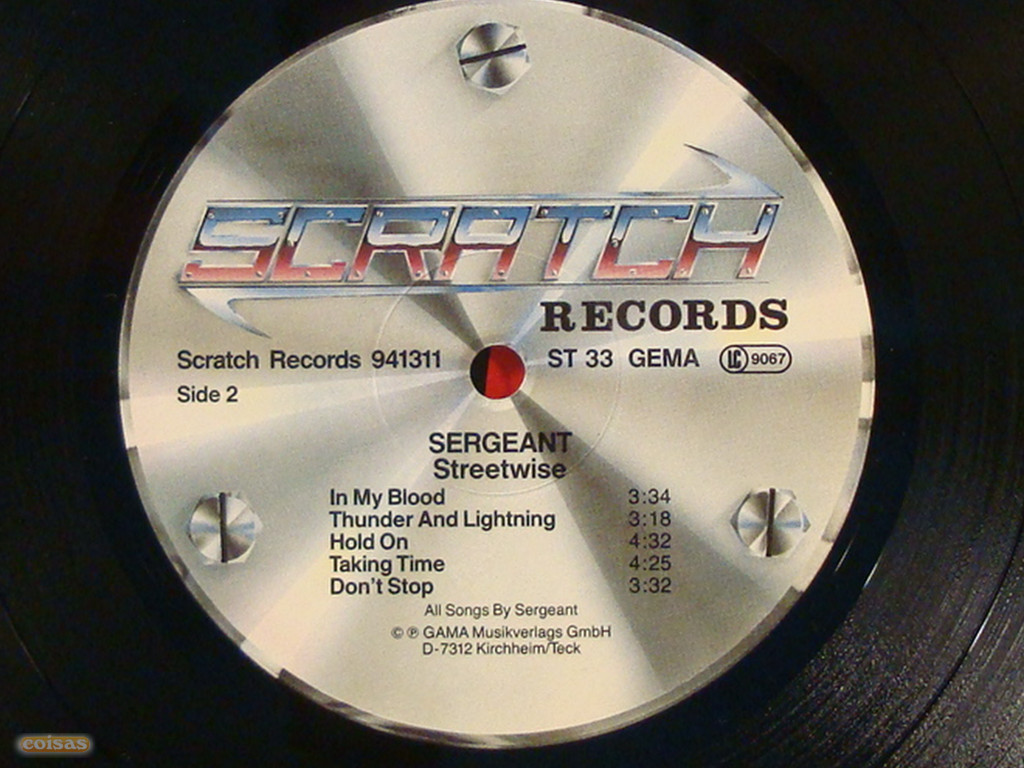 SCRATCH
RECORDS
Scratch Records 941311 ST 33 GEMA LC 9067
Side 2
SERGEANT
Streetwise
In My Blood 3:34
Thunder And Lightning 3:18
Hold On 4:32
Taking Time 4:25
Don't Stop 3:32
All Songs By Sergeant
© ℗ GAMA Musikverlags GmbH
D-7312 Kirchheim/Teck
coisas